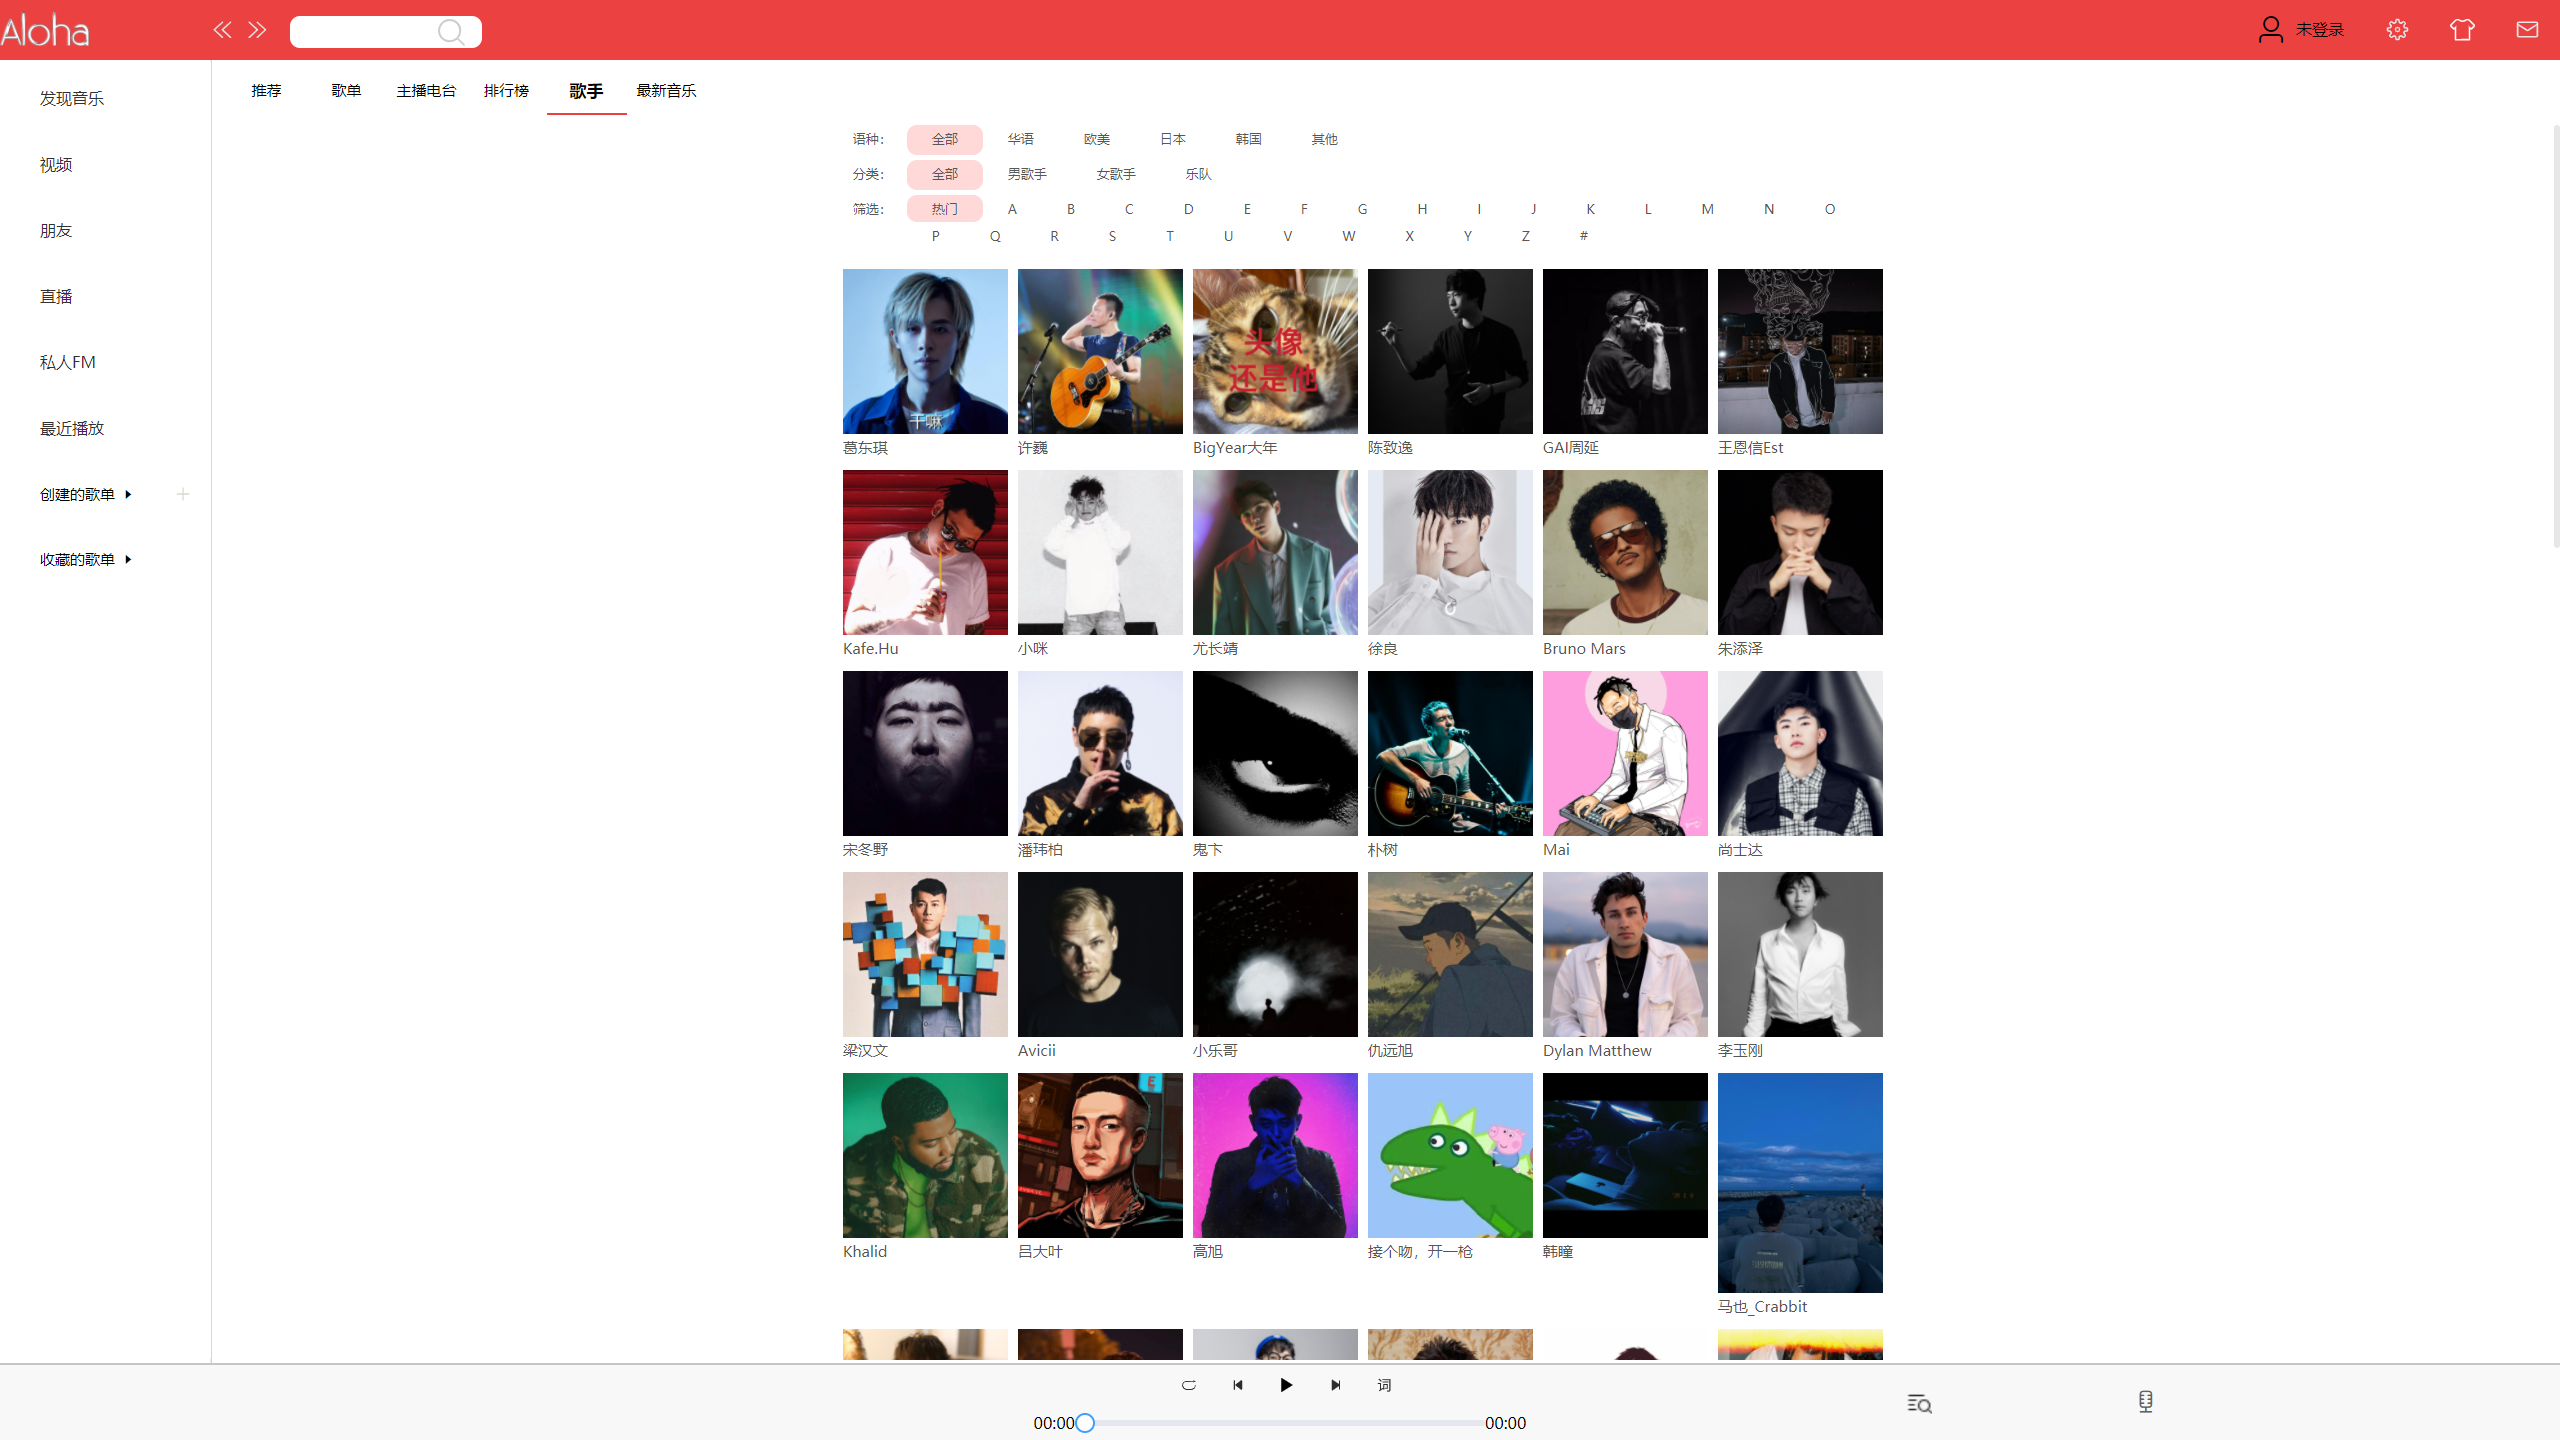 Aloha
未登录
发现音乐
视频
朋友
直播
私人FM
最近播放
创建的歌单
收藏的歌单
推荐 歌单 主播电台 排行榜 歌手 最新音乐
语种: 全部 华语 欧美 日本 韩国 其他
分类: 全部 男歌手 女歌手 乐队
筛选: 热门 A B C D E F G H I J K L M N O
P Q R S T U V W X Y Z #
干嘛
头像
还是他
葛东琪 许巍 BigYear大年 陈致逸 GAI周延 王恩信Est
Kafe.Hu 小咪 尤长靖 徐良 Bruno Mars 朱添泽
宋冬野 潘玮柏 鬼卞 朴树 Mai 尚士达
梁汉文 Avicii 小乐哥 仇远旭 Dylan Matthew 李玉刚
E
Khalid 吕大叶 高旭 接个吻，开一枪 韩瞳
马也_Crabbit
词
00:00 00:00